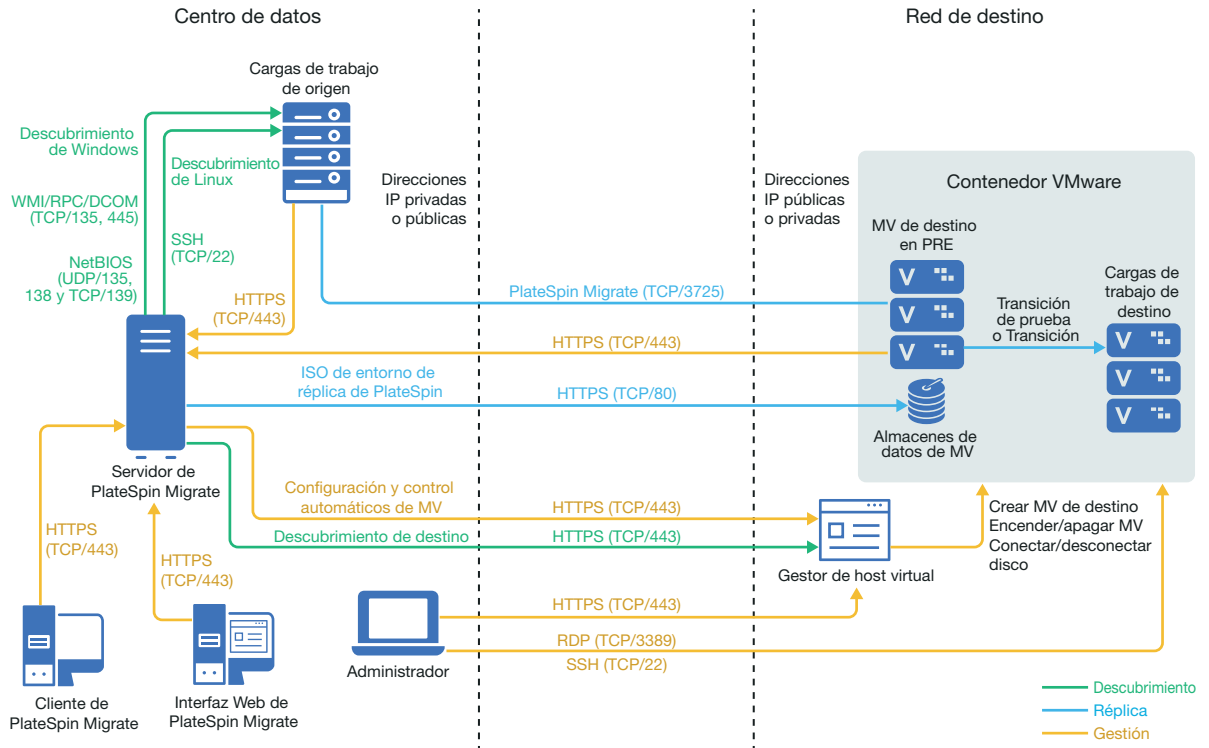 Centro de datos
Red de destino
Cargas de trabajo
de origen
Descubrimiento
de Windows
Descubrimiento
de Linux
WMI/RPC/DCOM
(TCP/135, 445)
SSH
(TCP/22)
NetBIOS
(UDP/135,
138 y TCP/139)
HTTPS
(TCP/443)
Direcciones
IP privadas
o públicas
Direcciones
IP públicas
o privadas
Contenedor VMware
MV de destino
en PRE
V
V
V
Cargas de
trabajo de
destino
V
V
V
Transición
de prueba
o Transición
PlateSpin Migrate (TCP/3725)
HTTPS (TCP/443)
ISO de entorno de
réplica de PlateSpin
HTTPS (TCP/80)
Almacenes de
datos de MV
Servidor de
PlateSpin Migrate
Configuración y control
automáticos de MV
HTTPS (TCP/443)
Descubrimiento de destino
HTTPS (TCP/443)
Gestor de host virtual
Crear MV de destino
Encender/apagar MV
Conectar/desconectar
disco
HTTPS
(TCP/443)
HTTPS
(TCP/443)
HTTPS (TCP/443)
RDP (TCP/3389)
SSH (TCP/22)
Administrador
Cliente de
PlateSpin Migrate
Interfaz Web de
PlateSpin Migrate
Descubrimiento
Réplica
Gestión